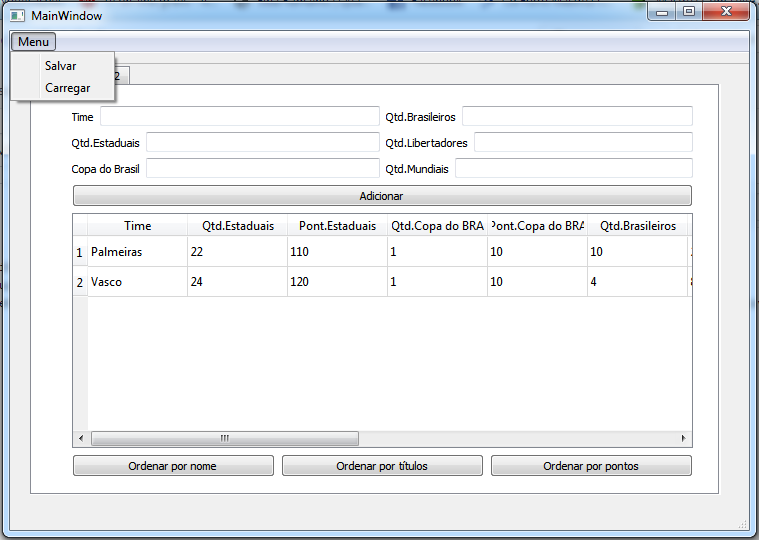 MainWindow
Menu
Salvar
2
Carregar
Time Qtd.Brasileiros
Qtd.Estaduais Qtd.Libertadores
Copa do Brasil Qtd.Mundiais
Adicionar
Time Qtd.Estaduais Pont.Estaduais Qtd.Copa do BRA Pont.Copa do BRA Qtd.Brasileiros
1 Palmeiras 22 110 1 10 10
2 Vasco 24 120 1 10 4
Ordenar por nome Ordenar por títulos Ordenar por pontos